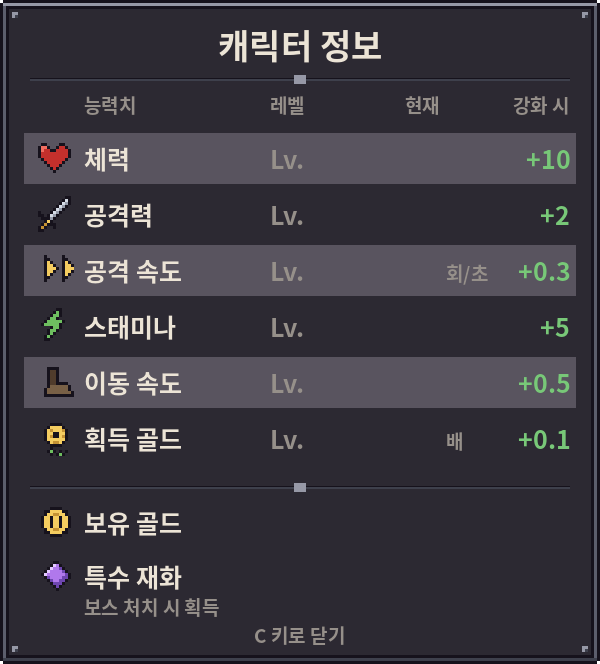 캐릭터 정보
능력치 레벨 현재 강화 시
체력 Lv. +10
공격력 Lv. +2
공격 속도 Lv. 회/초 +0.3
스태미나 Lv. +5
이동 속도 Lv. +0.5
획득 골드 Lv. 배 +0.1
보유 골드
특수 재화
보스 처치 시 획득
C 키로 닫기